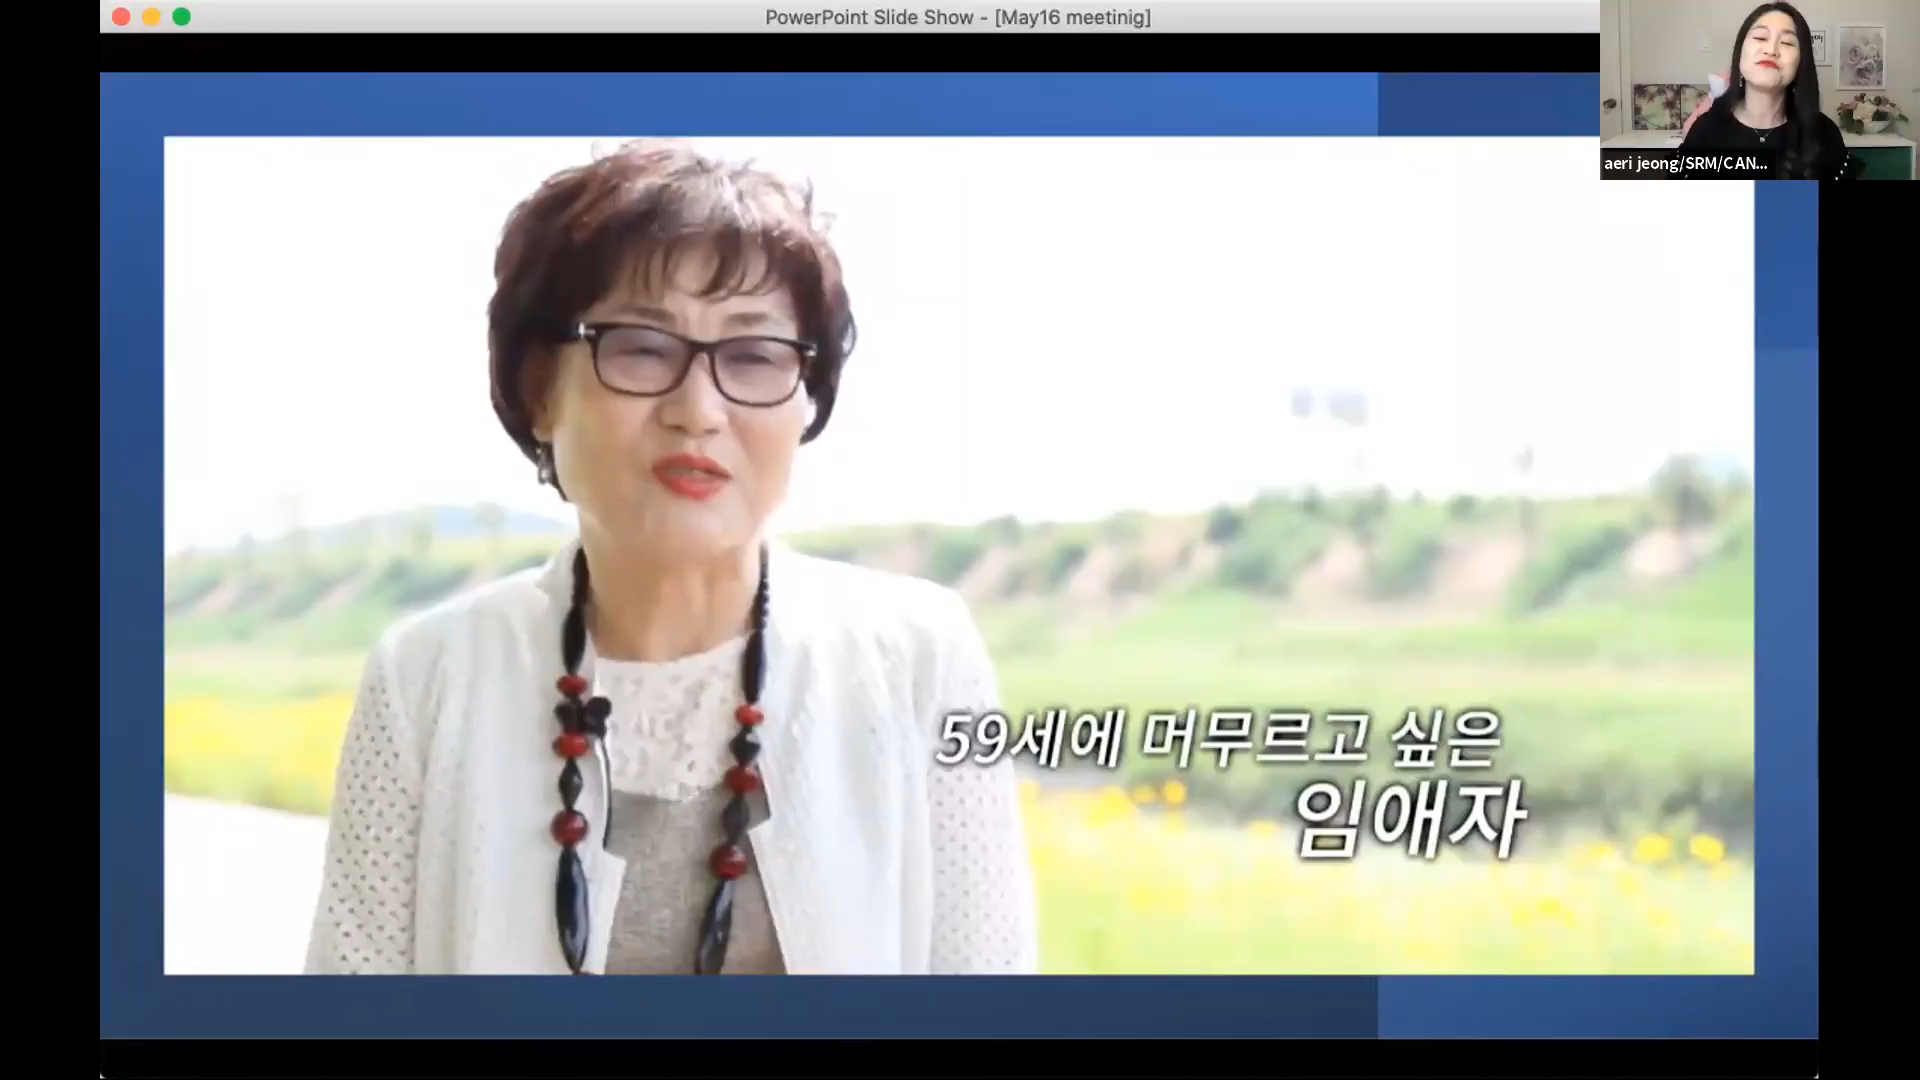 PowerPoint Slide Show - [May16 meetinig]
aeri jeong/SRM/CAN...
59세에 머무르고 싶은
임애자